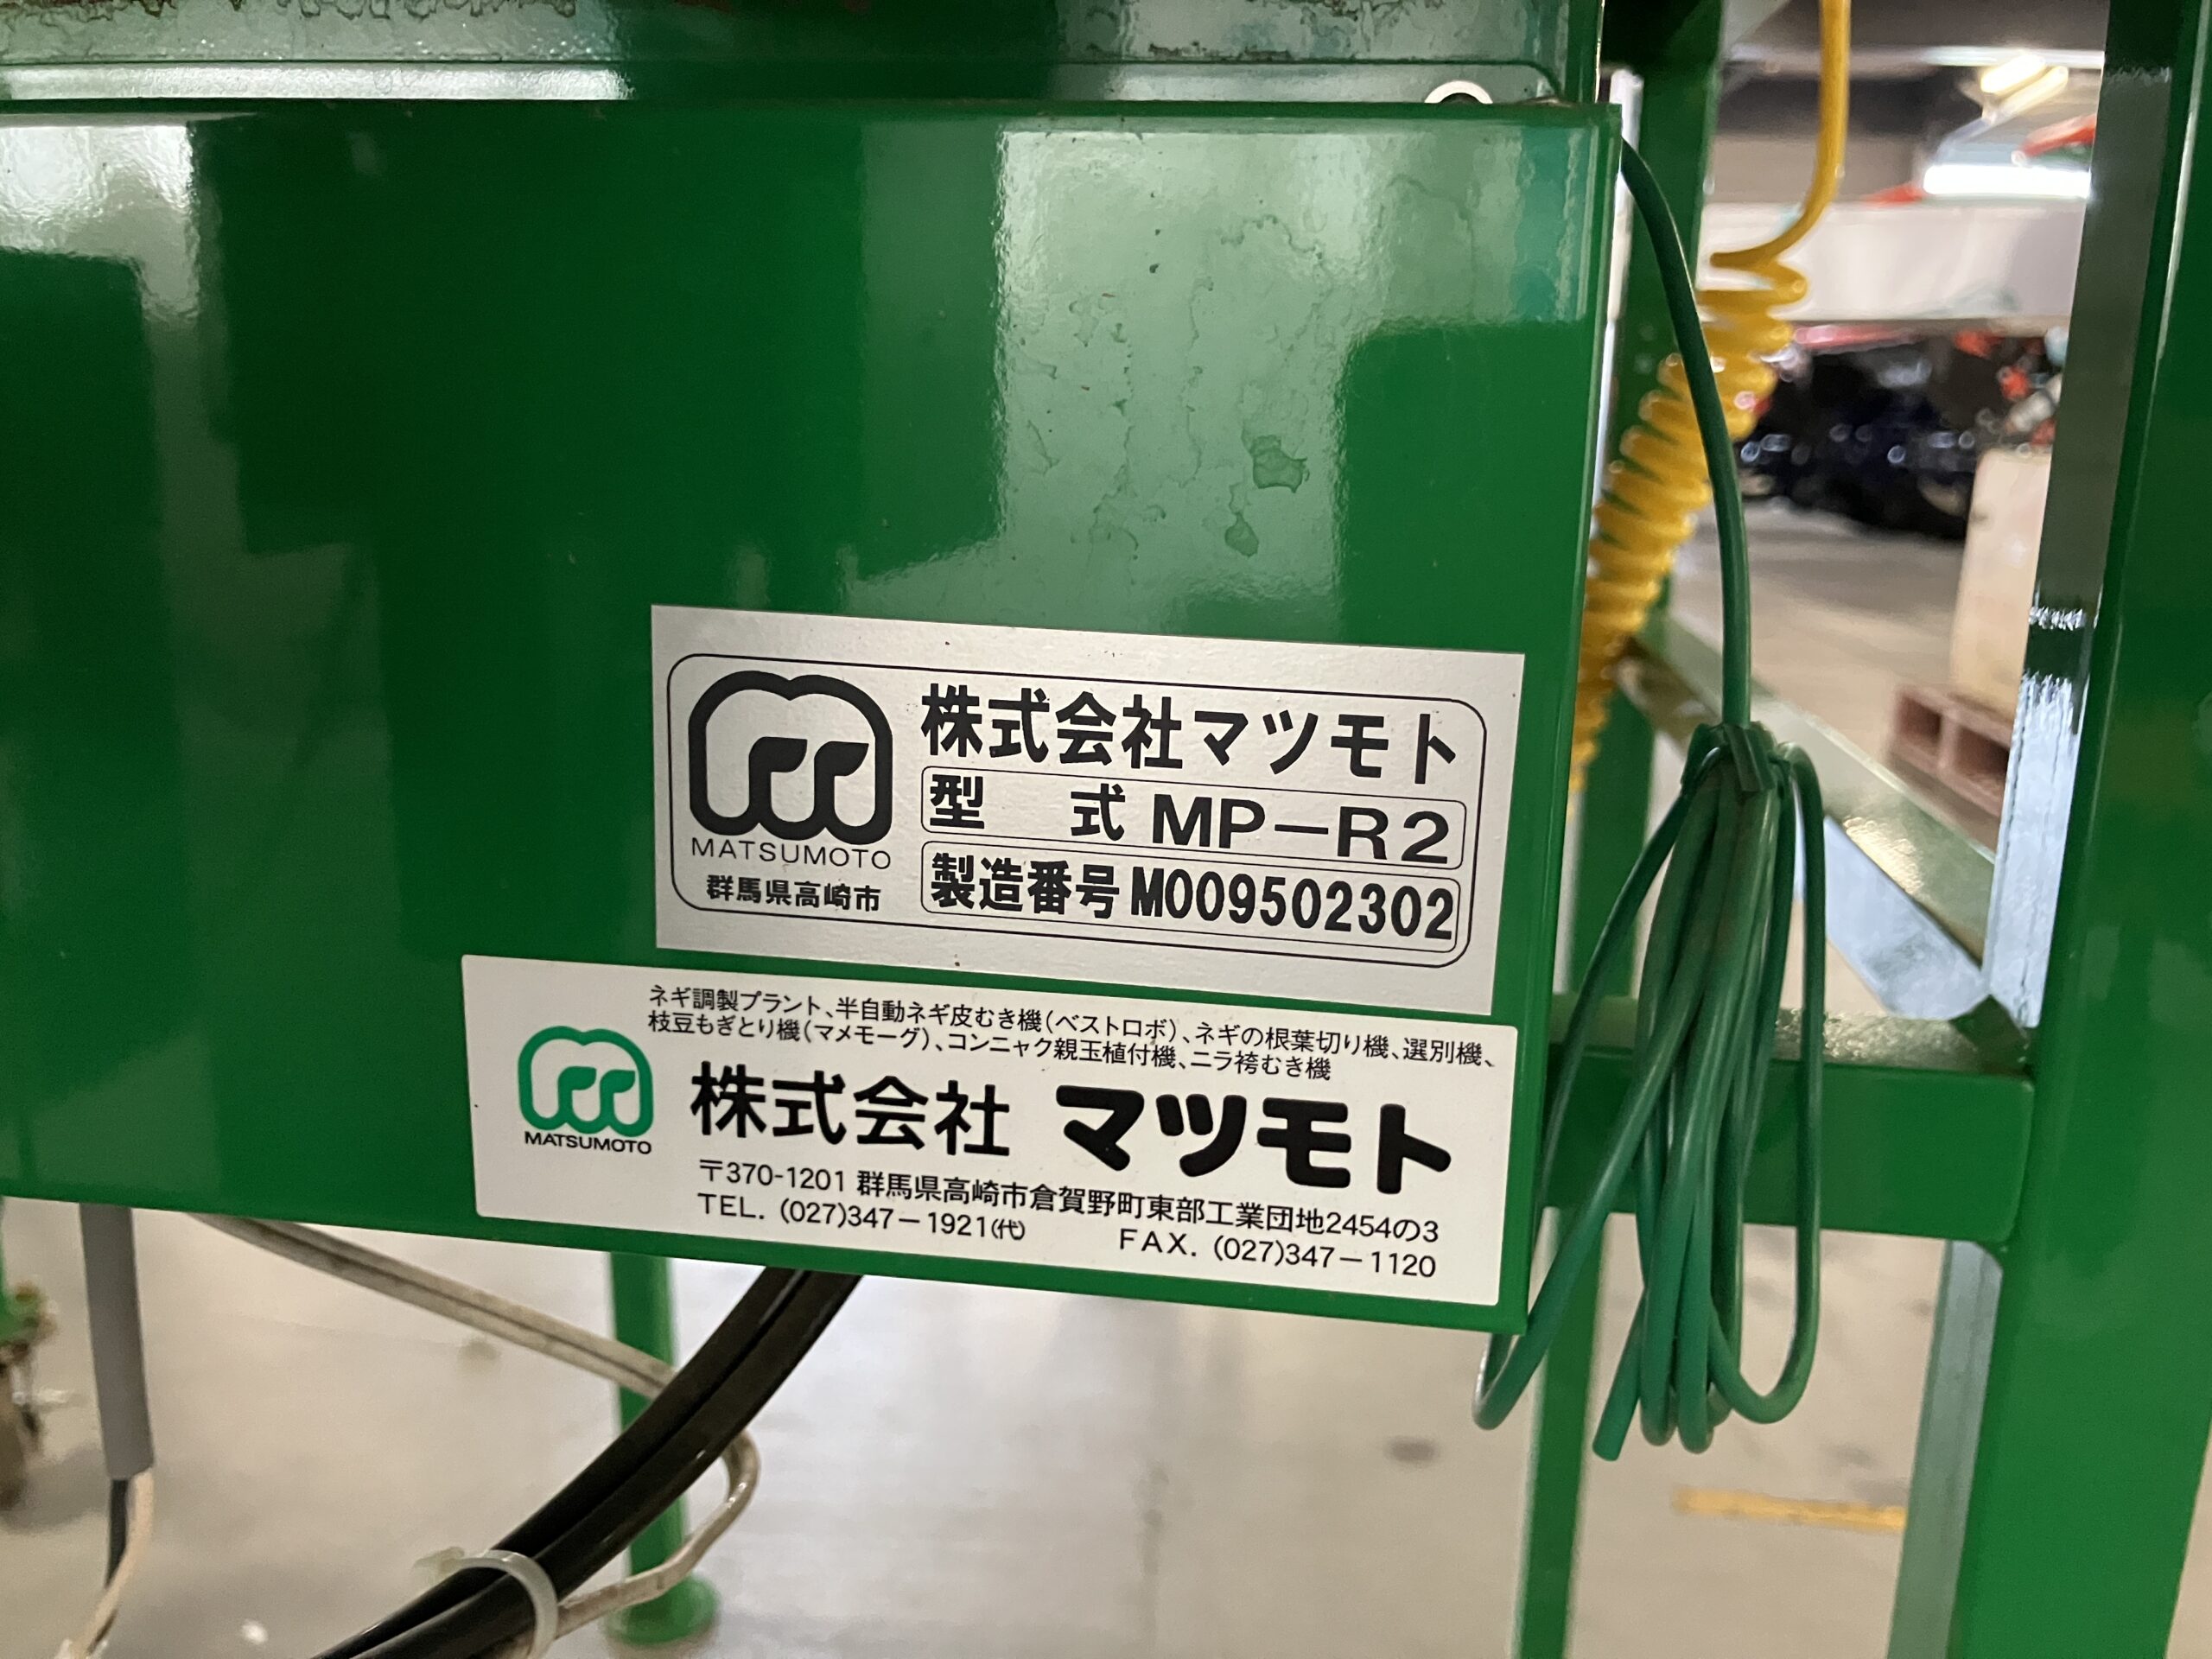 株式会社マツモト
型 式 MP-R2
製造番号 M009502302
MATSUMOTO
群馬県高崎市
ネギ調製プラント、半自動ネギ皮むき機(ベストロボ)、ネギの根葉切り機、選別機、
枝豆もぎとり機(マメモーグ)、コンニャク親玉植付機、ニラ袴むき機
MATSUMOTO
株式会社 マツモト
〒370-1201 群馬県高崎市倉賀野町東部工業団地2454の3
TEL. (027)347-1921㈹ FAX. (027)347-1120